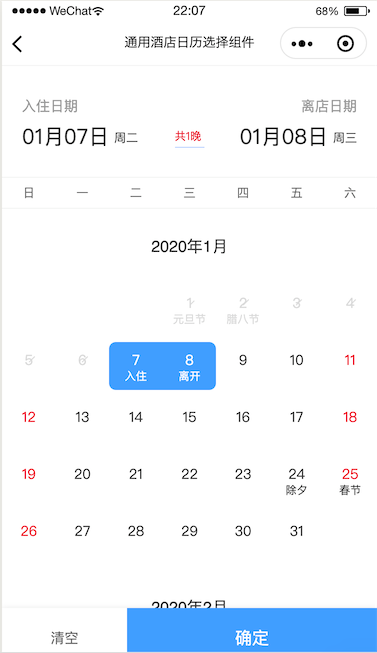 WeChat 22:07 68%
通用酒店日历选择组件
入住日期 离店日期
01月07日 周二 共1晚 01月08日 周三
日 一 二 三 四 五 六
2020年1月
1 2 3 4
元旦节 腊八节
5 6 7 8 9 10 11
入住 离开
12 13 14 15 16 17 18
19 20 21 22 23 24 25
除夕 春节
26 27 28 29 30 31
2020年2月
清空 确定